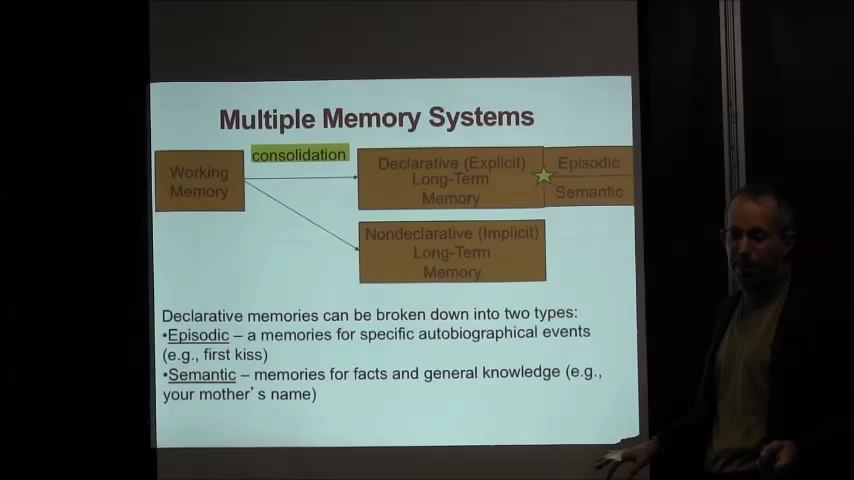 Multiple Memory Systems
consolidation
Working
Memory
Declarative (Explicit)
Long-Term
Memory
Episodic
Semantic
Nondeclarative (Implicit)
Long-Term
Memory
Declarative memories can be broken down into two types:
•Episodic – a memories for specific autobiographical events
(e.g., first kiss)
•Semantic – memories for facts and general knowledge (e.g.,
your mother's name)